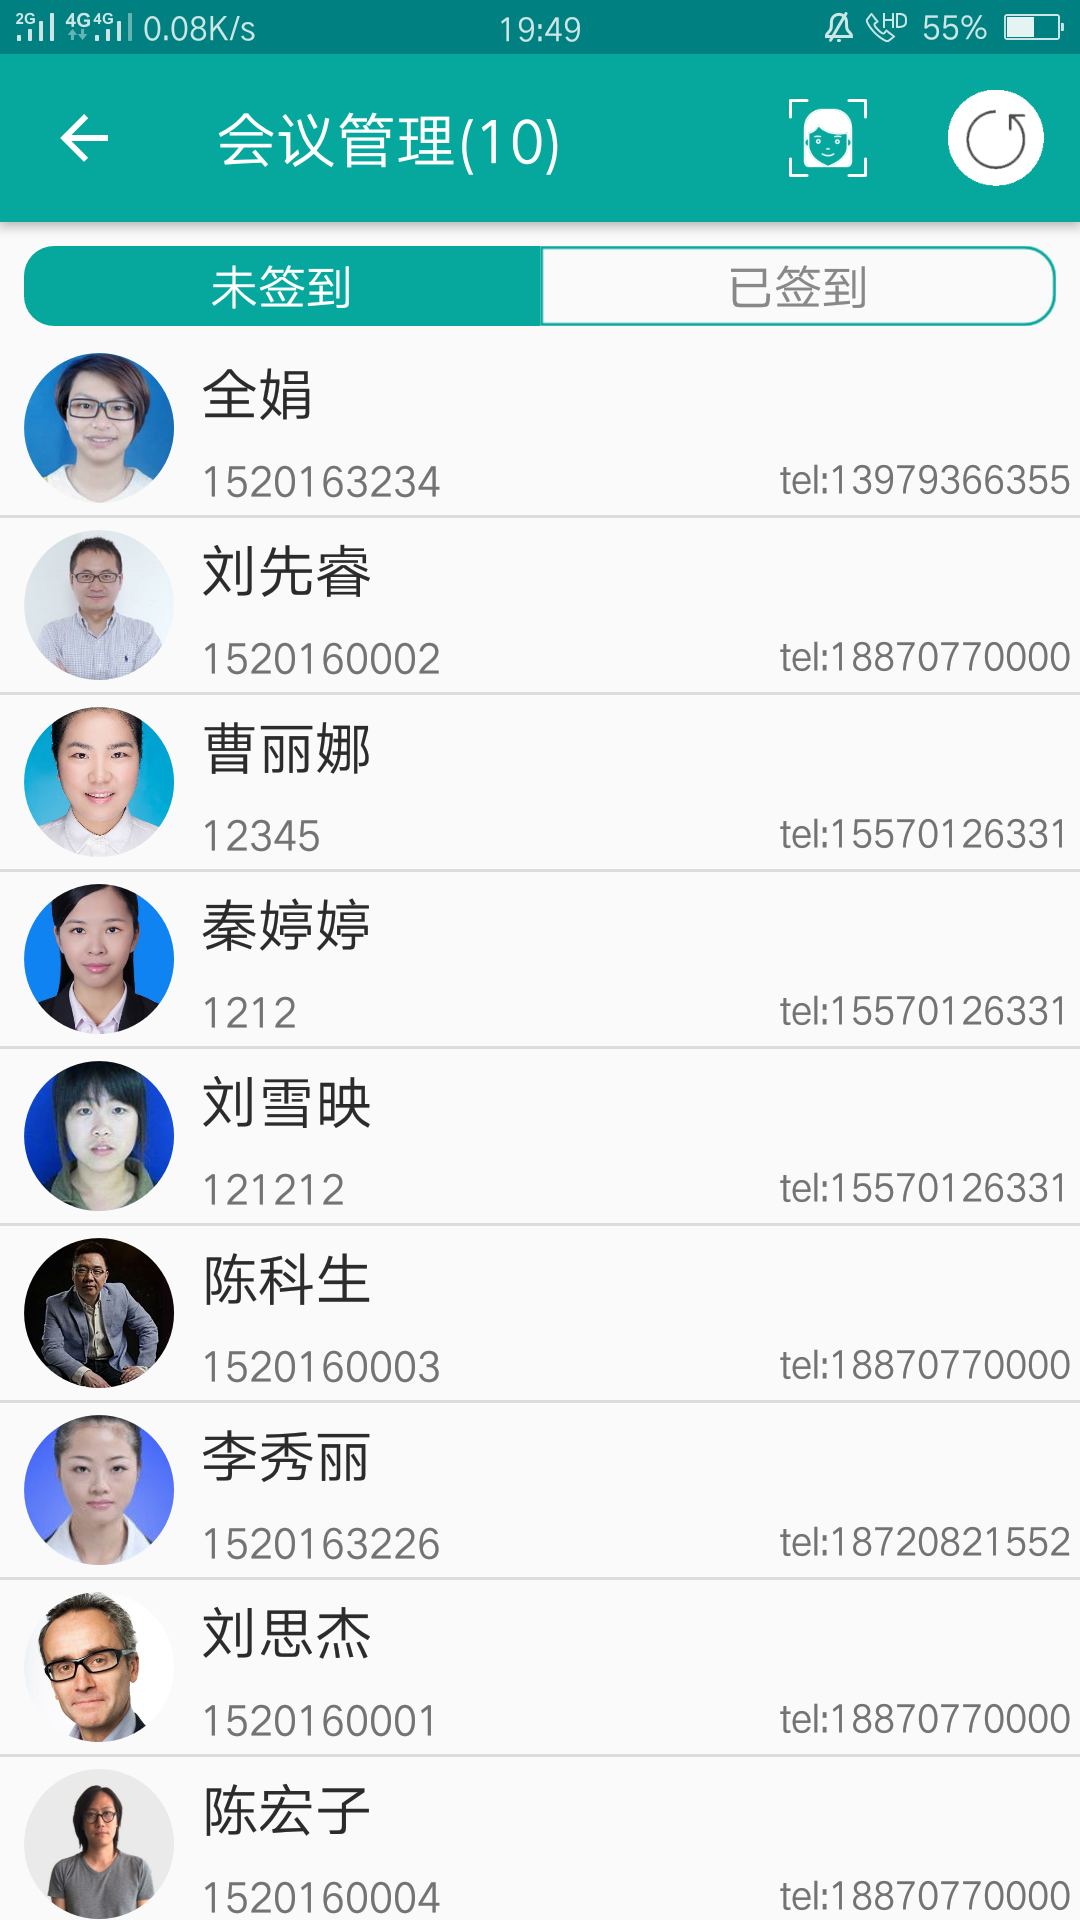 2G 4G 4G 0.08K/s 19:49 HD 55%
会议管理(10)
未签到 已签到
全娟
1520163234 tel:13979366355
刘先睿
1520160002 tel:18870770000
曹丽娜
12345 tel:15570126331
秦婷婷
1212 tel:15570126331
刘雪映
121212 tel:15570126331
陈科生
1520160003 tel:18870770000
李秀丽
1520163226 tel:18720821552
刘思杰
1520160001 tel:18870770000
陈宏子
1520160004 tel:18870770000